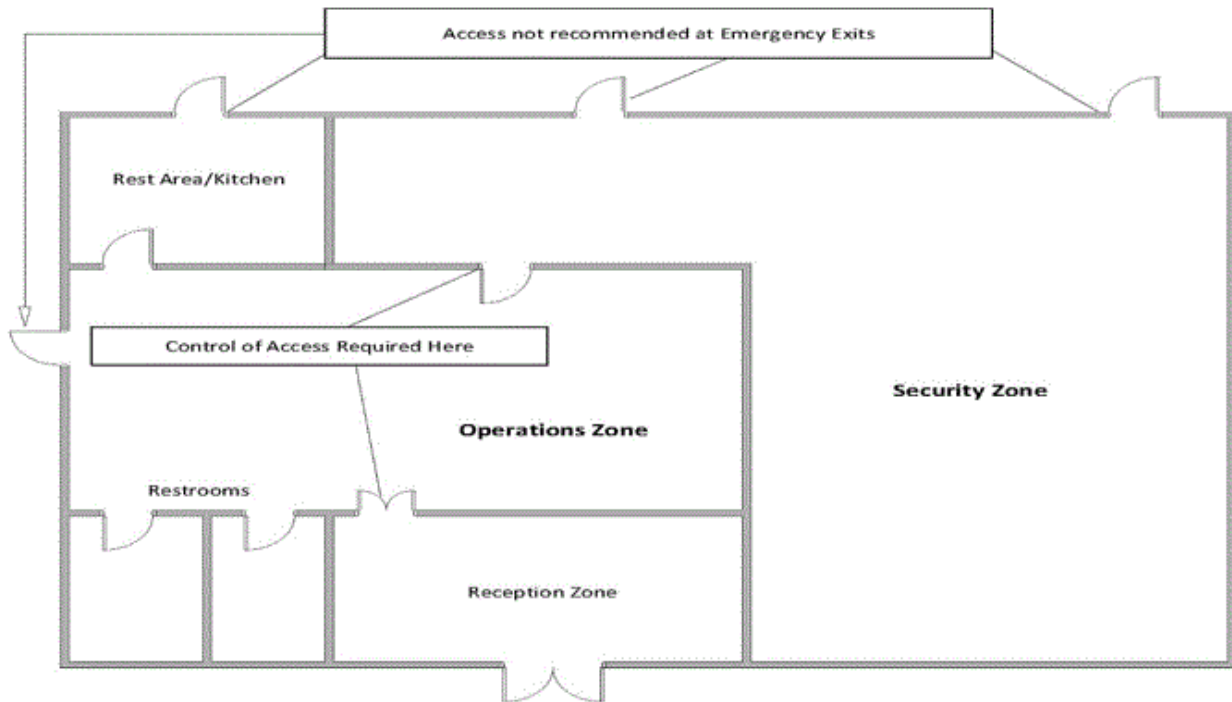 Access not recommended at Emergency Exits
Rest Area/Kitchen
Control of Access Required Here
Security Zone
Operations Zone
Restrooms
Reception Zone